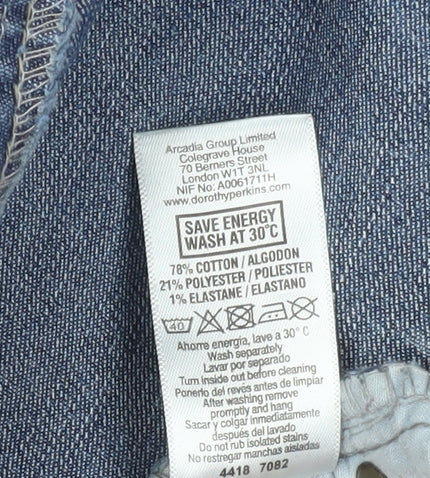 Arcadia Group Limited
Colegrave House
70 Berners Street
London W1T 3NL
NIF No: A0061711H
www.dorothyperkins.com
SAVE ENERGY
WASH AT 30°C
78% COTTON / ALGODON
21% POLYESTER / POLIESTER
1% ELASTANE / ELASTANO
40
Ahorre energía, lave a 30° C
Wash separately
Lavar por separado
Turn inside out before cleaning
Ponerlo del revés antes de limpiar
After washing remove
promptly and hang
Sacar y colgar inmediatamente
después del lavado
Do not rub isolated stains
No restregar manchas aisladas
4418 7082